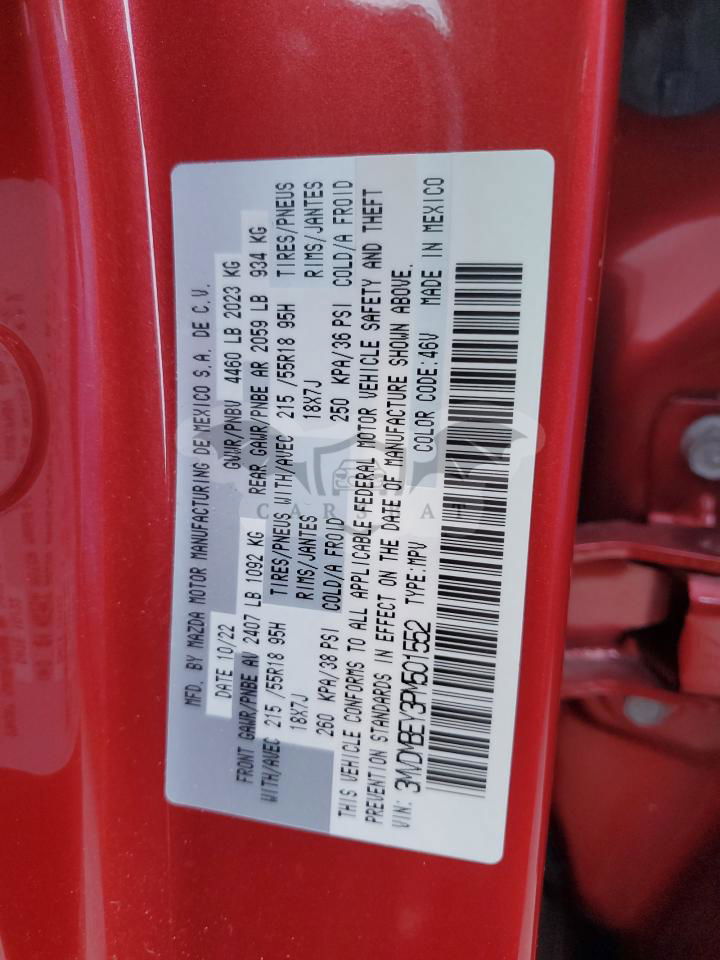 MFD. BY MAZDA MOTOR MANUFACTURING DE MEXICO S.A. DE C.V.
DATE 10/22 GVWR/PNBV 4460 LB 2023 KG
FRONT GAWR/PNBE AV 2407 LB 1092 KG REAR GAWR/PNBE AR 2059 LB 934 KG
WITH/AVEC 215 /55R18 95H TIRES/PNEUS WITH/AVEC 215 /55R18 95H TIRES/PNEUS
18X7J RIMS/JANTES 18X7J RIMS/JANTES
260 KPA/38 PSI COLD/A FROID 250 KPA/36 PSI COLD/A FROID
THIS VEHICLE CONFORMS TO ALL APPLICABLE FEDERAL MOTOR VEHICLE SAFETY AND THEFT
PREVENTION STANDARDS IN EFFECT ON THE DATE OF MANUFACTURE SHOWN ABOVE.
VIN: 3MVDMBEY3PM501552 TYPE:MPV COLOR CODE:46V MADE IN MEXICO